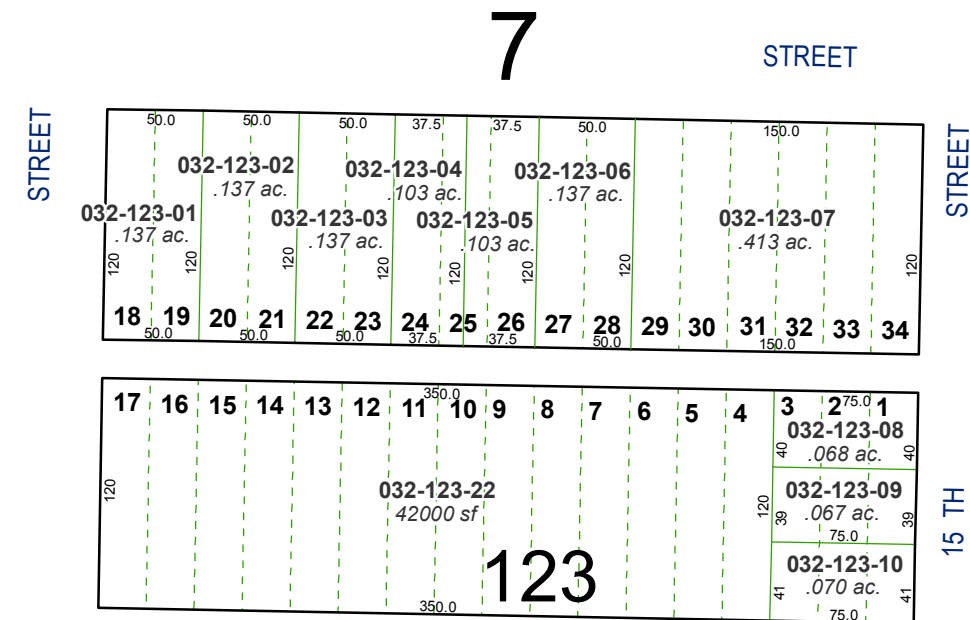 7
STREET
STREET
STREET
50.0 50.0 50.0 37.5 37.5 50.0 150.0
032-123-02
.137 ac.
032-123-04
.103 ac.
032-123-06
.137 ac.
032-123-01
.137 ac.
032-123-03
.137 ac.
032-123-05
.103 ac.
032-123-07
.413 ac.
120 120 120 120 120 120 120 120
18 19 20 21 22 23 24 25 26 27 28 29 30 31 32 33 34
50.0 50.0 50.0 37.5 37.5 50.0 150.0
350.0 75.0
17 16 15 14 13 12 11 10 9 8 7 6 5 4 3 2 1
032-123-08
.068 ac.
40 40
032-123-22
42000 sf
120 120
032-123-09
.067 ac.
39 39
75.0
15 TH
123
032-123-10
.070 ac.
41 41
350.0 75.0